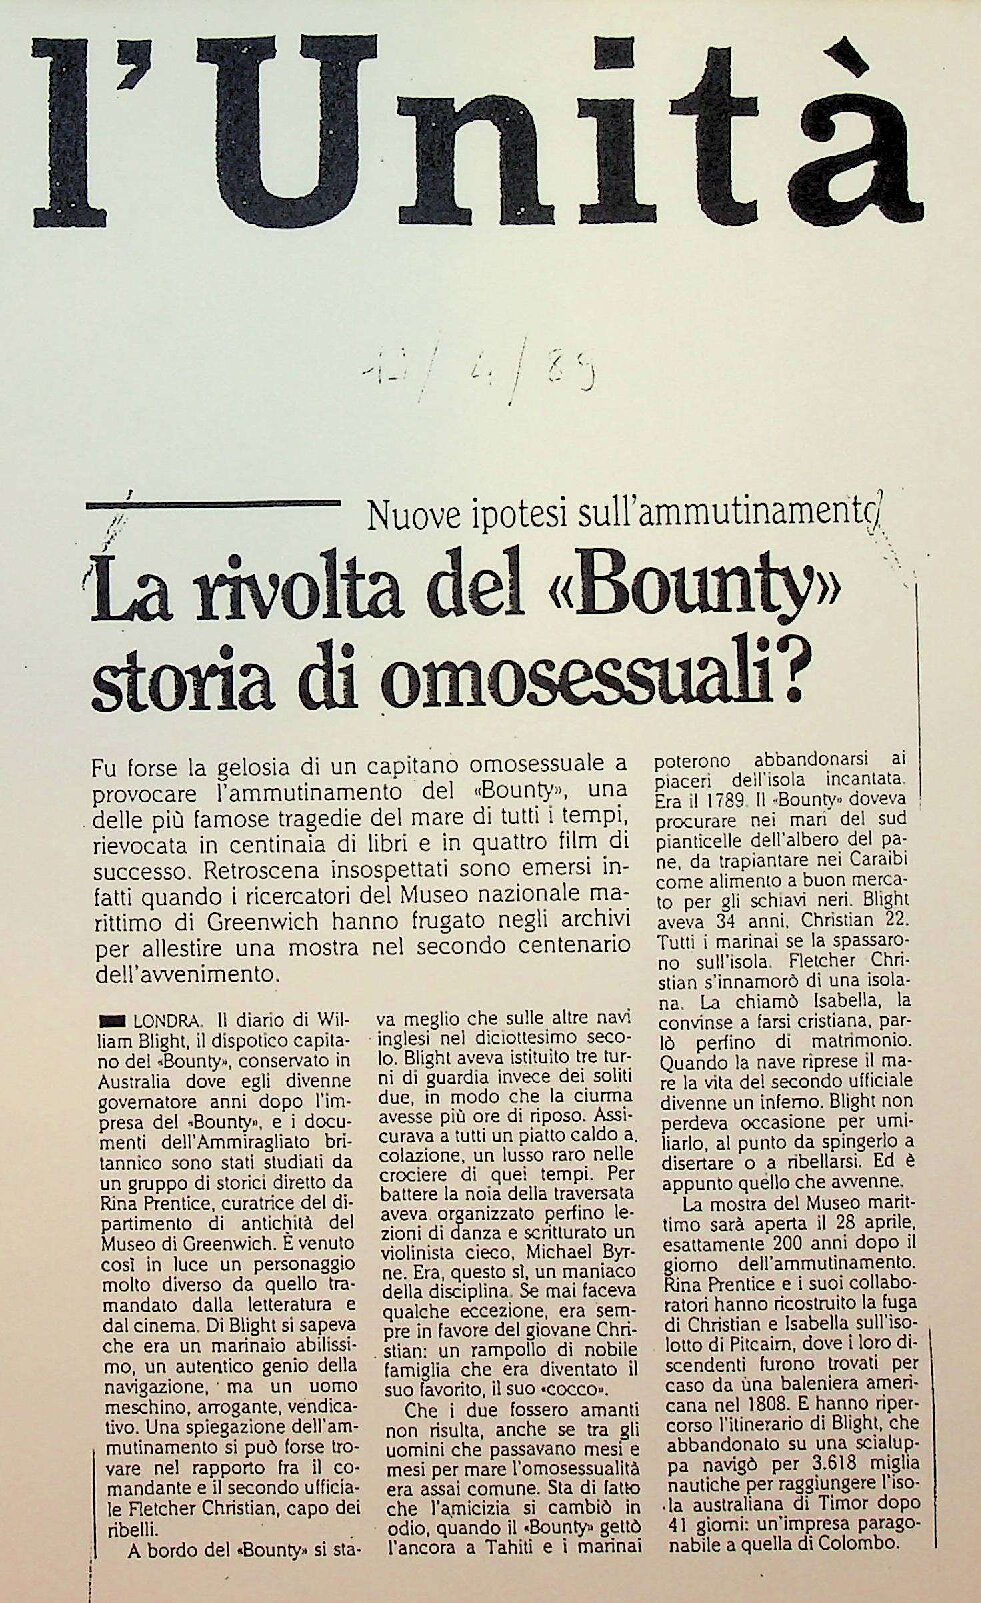 l'Unità
/4/89
Nuove ipotesi sull'ammutinamento
La rivolta del «Bounty»
storia di omosessuali?
Fu forse la gelosia di un capitano omosessuale a
provocare l'ammutinamento del «Bounty», una
delle più famose tragedie del mare di tutti i tempi,
rievocata in centinaia di libri e in quattro film di
successo. Retroscena insospettati sono emersi in-
fatti quando i ricercatori del Museo nazionale ma-
rittimo di Greenwich hanno frugato negli archivi
per allestire una mostra nel secondo centenario
dell'avvenimento.
LONDRA. Il diario di Wil-
liam Blight, il dispotico capita-
no del «Bounty», conservato in
Australia dove egli divenne
governatore anni dopo l'im-
presa del «Bounty», e i docu-
menti dell'Ammiragliato bri-
tannico sono stati studiati da
un gruppo di storici diretto da
Rina Prentice, curatrice del di-
partimento di antichità del
Museo di Greenwich. È venuto
così in luce un personaggio
molto diverso da quello tra-
mandato dalla letteratura e
dal cinema. Di Blight si sapeva
che era un marinaio abilissi-
mo, un autentico genio della
navigazione, ma un uomo
meschino, arrogante, vendica-
tivo. Una spiegazione dell'am-
mutinamento si può forse tro-
vare nel rapporto fra il co-
mandante e il secondo ufficia-
le Fletcher Christian, capo dei
ribelli.
A bordo del «Bounty» si sta-
va meglio che sulle altre navi
inglesi nel diciottesimo seco-
lo. Blight aveva istituito tre tur-
ni di guardia invece dei soliti
due, in modo che la ciurma
avesse più ore di riposo. Assi-
curava a tutti un piatto caldo a
colazione, un lusso raro nelle
crociere di quei tempi. Per
battere la noia della traversata
aveva organizzato perfino le-
zioni di danza e scritturato un
violinista cieco, Michael Byr-
ne. Era, questo sì, un maniaco
della disciplina. Se mai faceva
qualche eccezione, era sem-
pre in favore del giovane Chri-
stian: un rampollo di nobile
famiglia che era diventato il
suo favorito, il suo «cocco».
Che i due fossero amanti
non risulta, anche se tra gli
uomini che passavano mesi e
mesi per mare l'omosessualità
era assai comune. Sta di fatto
che l'amicizia si cambiò in
odio, quando il «Bounty» gettò
l'ancora a Tahiti e i marinai
poterono abbandonarsi ai
piaceri dell'isola incantata.
Era il 1789. Il «Bounty» doveva
procurare nei mari del sud
pianticelle dell'albero del pa-
ne, da trapiantare nei Caraibi
come alimento a buon merca-
to per gli schiavi neri. Blight
aveva 34 anni, Christian 22.
Tutti i marinai se la spassaro-
no sull'isola. Fletcher Chri-
stian s'innamorò di una isola-
na. La chiamò Isabella, la
convinse a farsi cristiana, par-
lò perfino di matrimonio.
Quando la nave riprese il ma-
re la vita del secondo ufficiale
divenne un inferno. Blight non
perdeva occasione per umi-
liarlo, al punto da spingerlo a
disertare o a ribellarsi. Ed è
appunto quello che avvenne.
La mostra del Museo marit-
timo sarà aperta il 28 aprile,
esattamente 200 anni dopo il
giorno dell'ammutinamento.
Rina Prentice e i suoi collabo-
ratori hanno ricostruito la fuga
di Christian e Isabella sull'iso-
lotto di Pitcairn, dove i loro di-
scendenti furono trovati per
caso da una baleniera ameri-
cana nel 1808. E hanno riper-
corso l'itinerario di Blight, che
abbandonato su una scialup-
pa navigò per 3.618 miglia
nautiche per raggiungere l'iso-
la australiana di Timor dopo
41 giorni: un'impresa parago-
nabile a quella di Colombo.